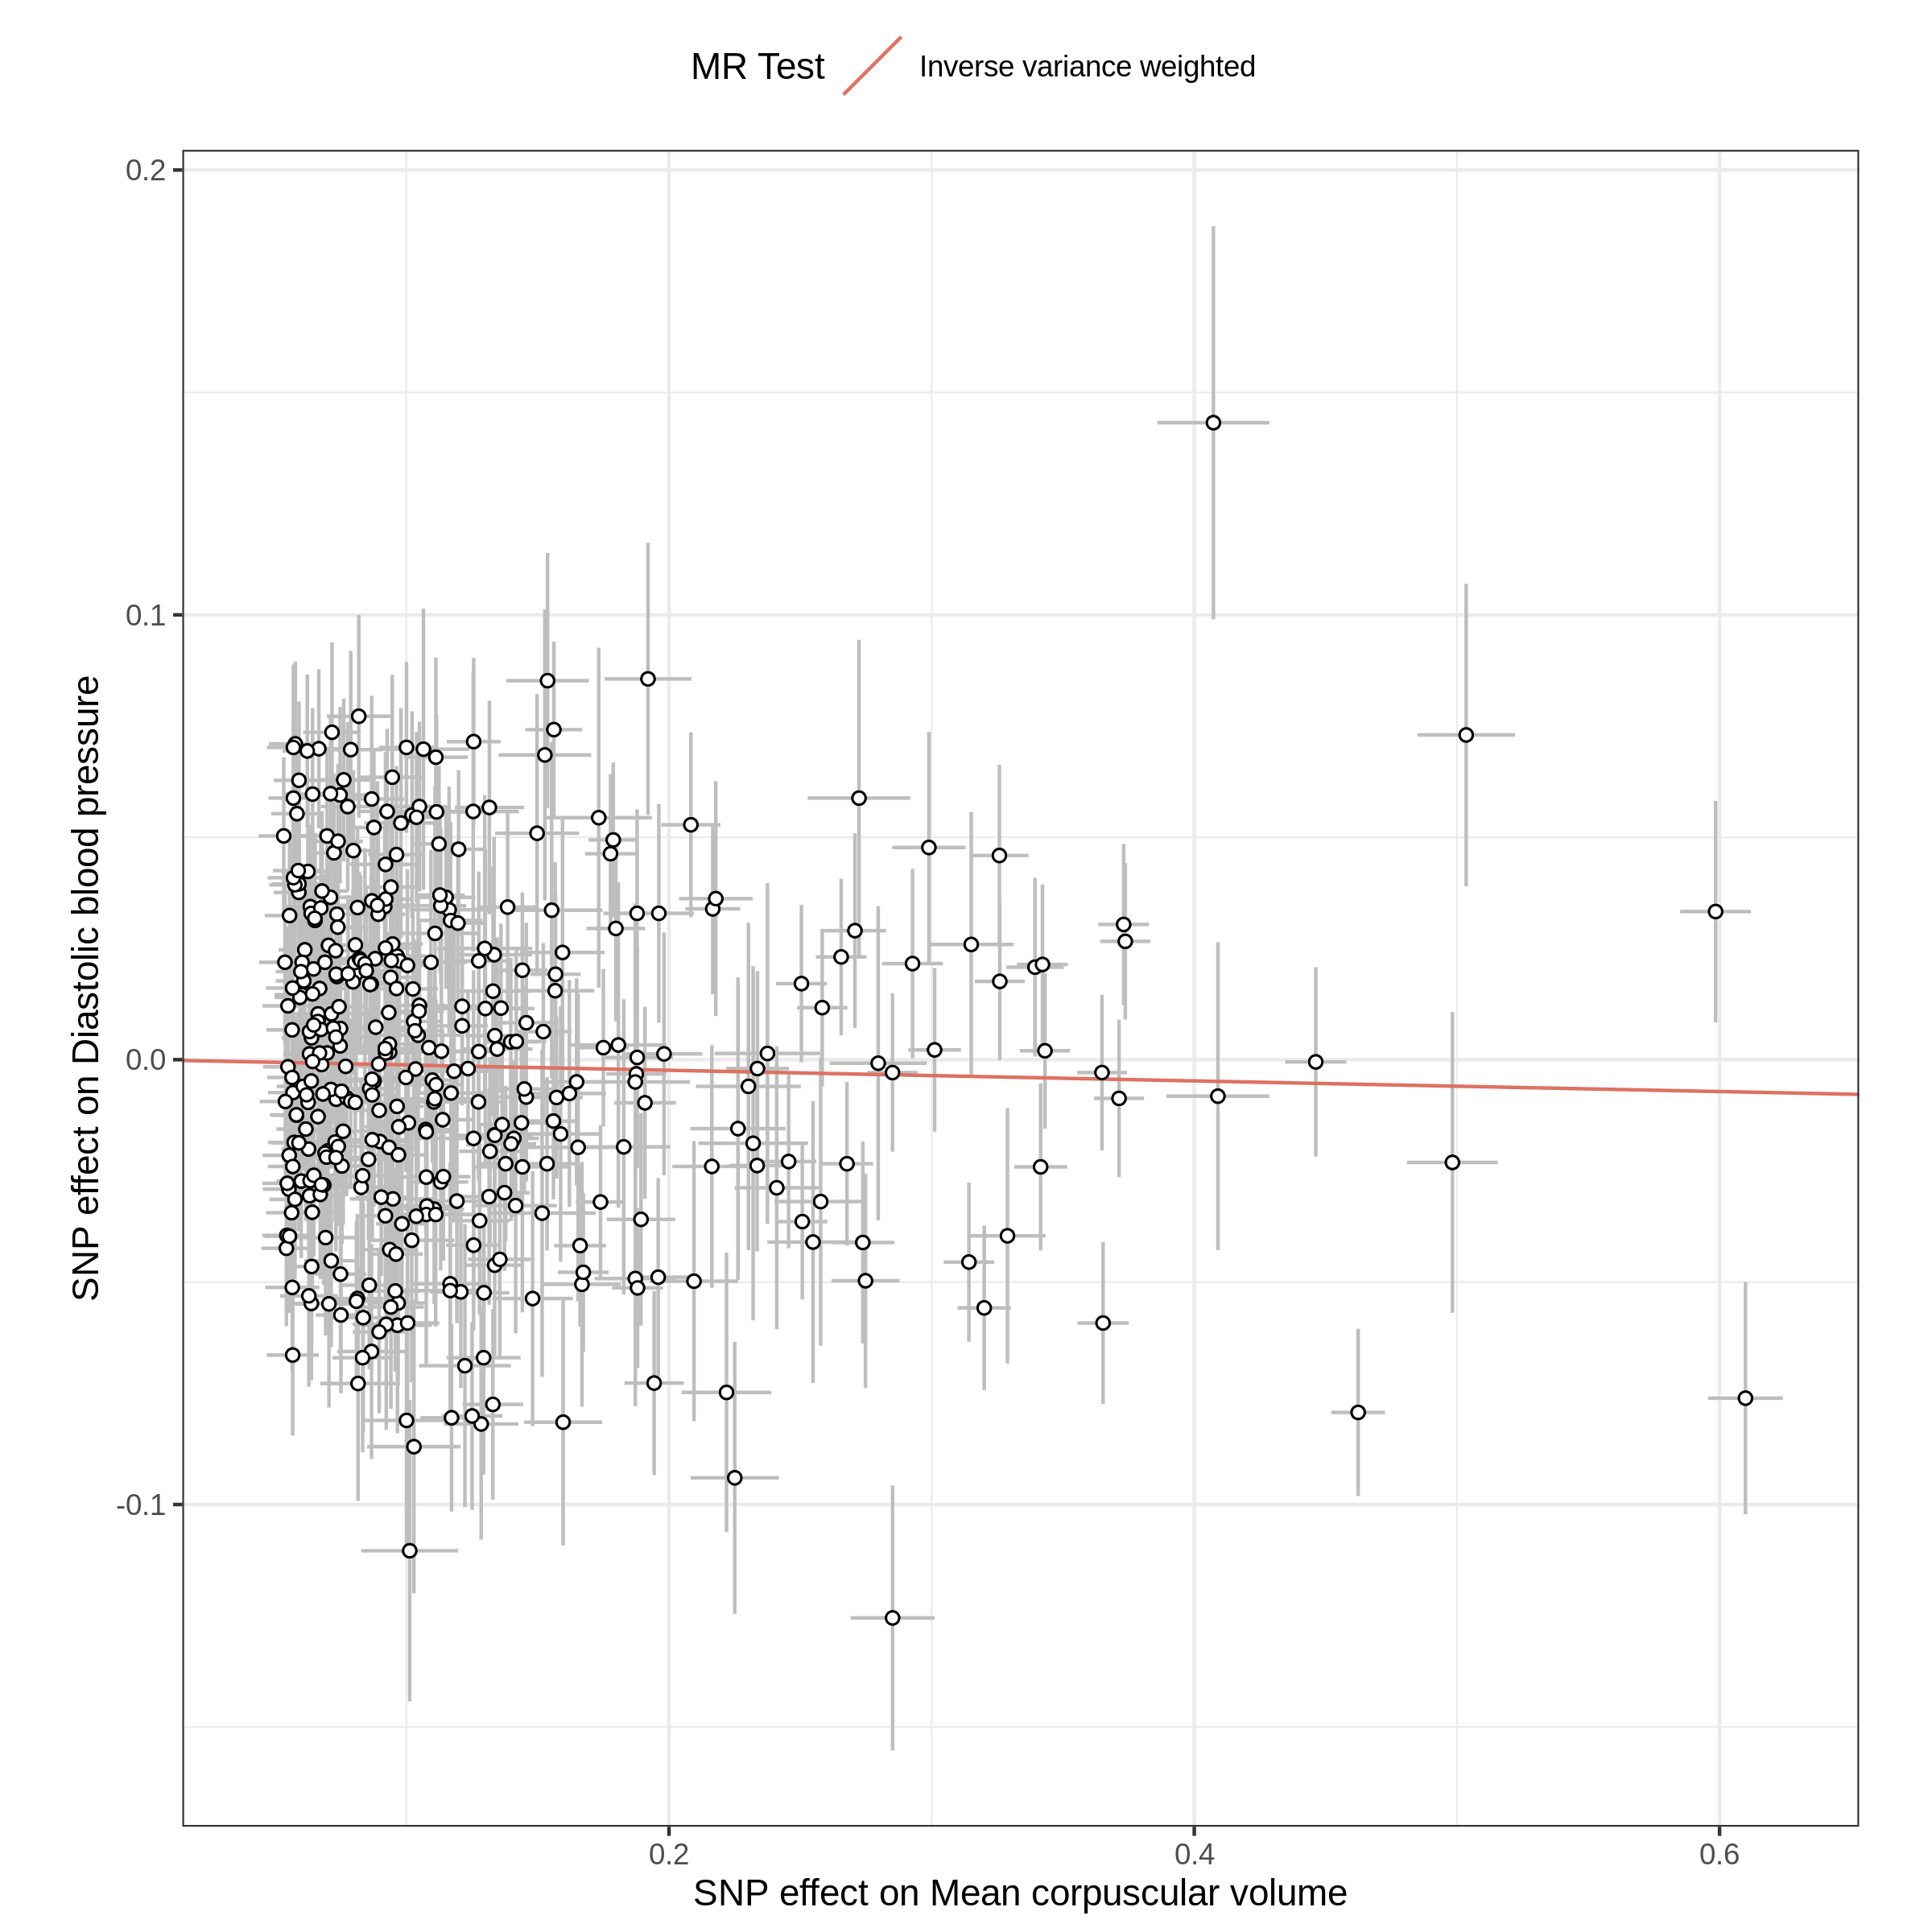 MR Test Inverse variance weighted
0.2
0.1
0.0
-0.1
SNP effect on Diastolic blood pressure
0.2 0.4 0.6
SNP effect on Mean corpuscular volume